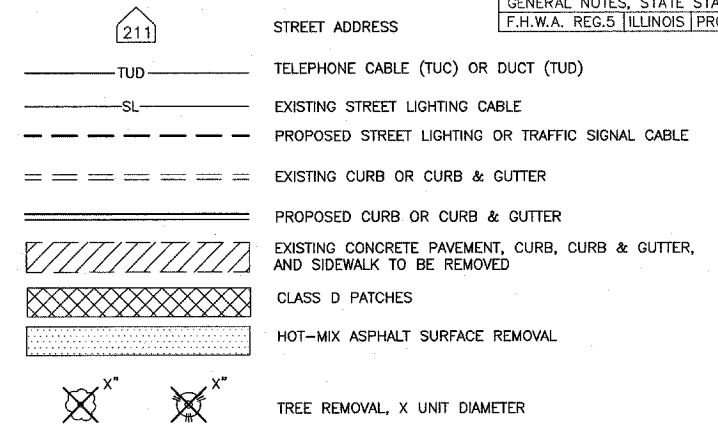 GENERAL NOTES, STATE STA
F.H.W.A. REG.5 ILLINOIS PRO
211 STREET ADDRESS
TUD TELEPHONE CABLE (TUC) OR DUCT (TUD)
SL EXISTING STREET LIGHTING CABLE
PROPOSED STREET LIGHTING OR TRAFFIC SIGNAL CABLE
EXISTING CURB OR CURB & GUTTER
PROPOSED CURB OR CURB & GUTTER
EXISTING CONCRETE PAVEMENT, CURB, CURB & GUTTER,
AND SIDEWALK TO BE REMOVED
CLASS D PATCHES
HOT-MIX ASPHALT SURFACE REMOVAL
X" X" TREE REMOVAL, X UNIT DIAMETER